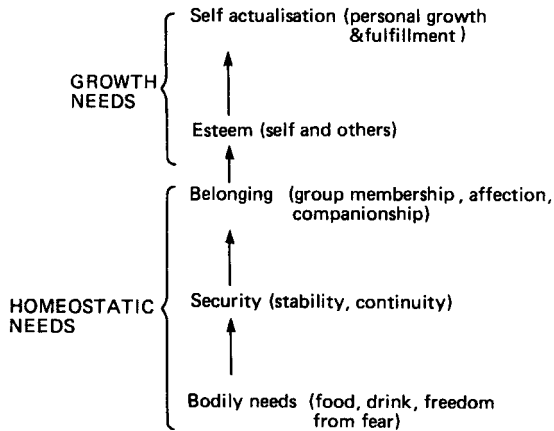 Self actualisation (personal growth
&fulfillment)
GROWTH
NEEDS
Esteem (self and others)
Belonging (group membership, affection,
companionship)
HOMEOSTATIC
NEEDS
Security (stability, continuity)
Bodily needs (food, drink, freedom
from fear)